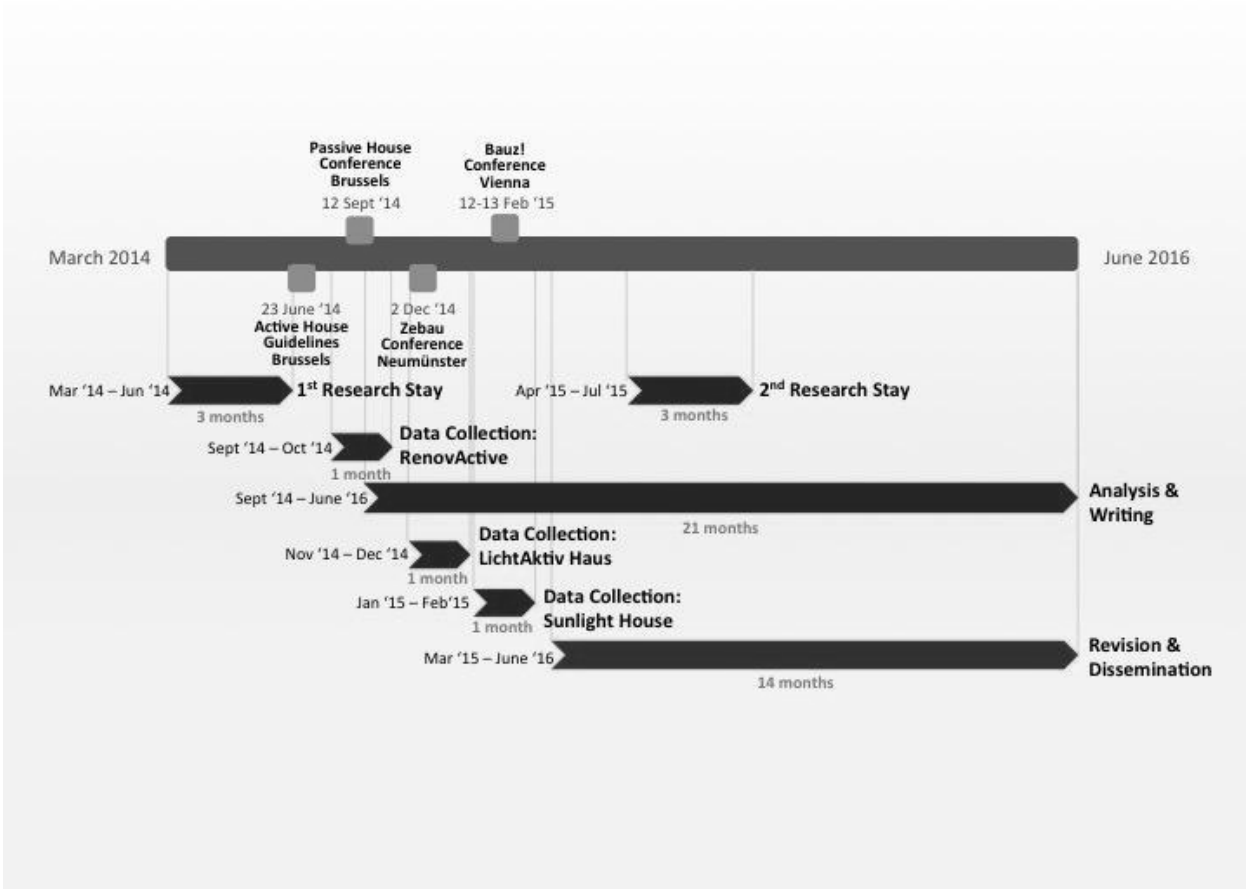 Passive House
Conference
Brussels
12 Sept ‘14
Bauz!
Conference
Vienna
12-13 Feb ‘15
March 2014
June 2016
23 June ‘14
Active House
Guidelines
Brussels
2 Dec ‘14
Zebau
Conference
Neumünster
Mar ‘14 – Jun ‘14
1st Research Stay
3 months
Apr ‘15 – Jul ‘15
2nd Research Stay
3 months
Sept ‘14 – Oct ‘14
Data Collection:
RenovActive
1 month
Sept ‘14 – June ‘16
Analysis &
Writing
21 months
Nov ‘14 – Dec ‘14
Data Collection:
LichtAktiv Haus
1 month
Jan ‘15 – Feb‘15
Data Collection:
Sunlight House
1 month
Mar ‘15 – June ‘16
Revision &
Dissemination
14 months